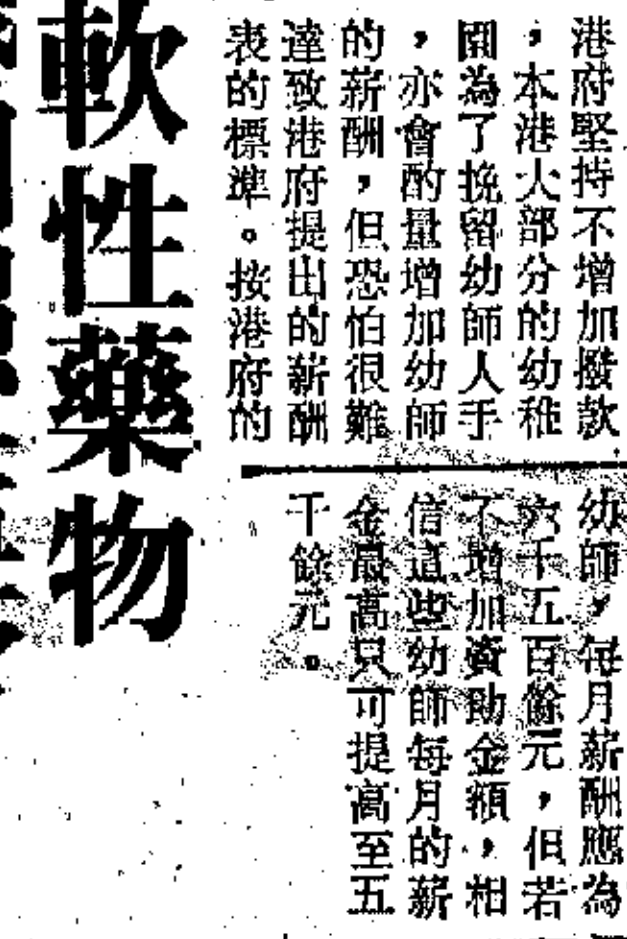 港府堅持不增加撥款
，本港大部分的幼稚
園為了挽留幼師人手
，亦會酌量增加幼師
的薪酬，但恐怕很難
達致港府提出的薪酬
表的標準。按港府的
幼師，每月薪酬應為
六千五百餘元，但若
不增加資助金額，相
信這些幼師每月的薪
金最高只可提高至五
千餘元。
軟性藥物